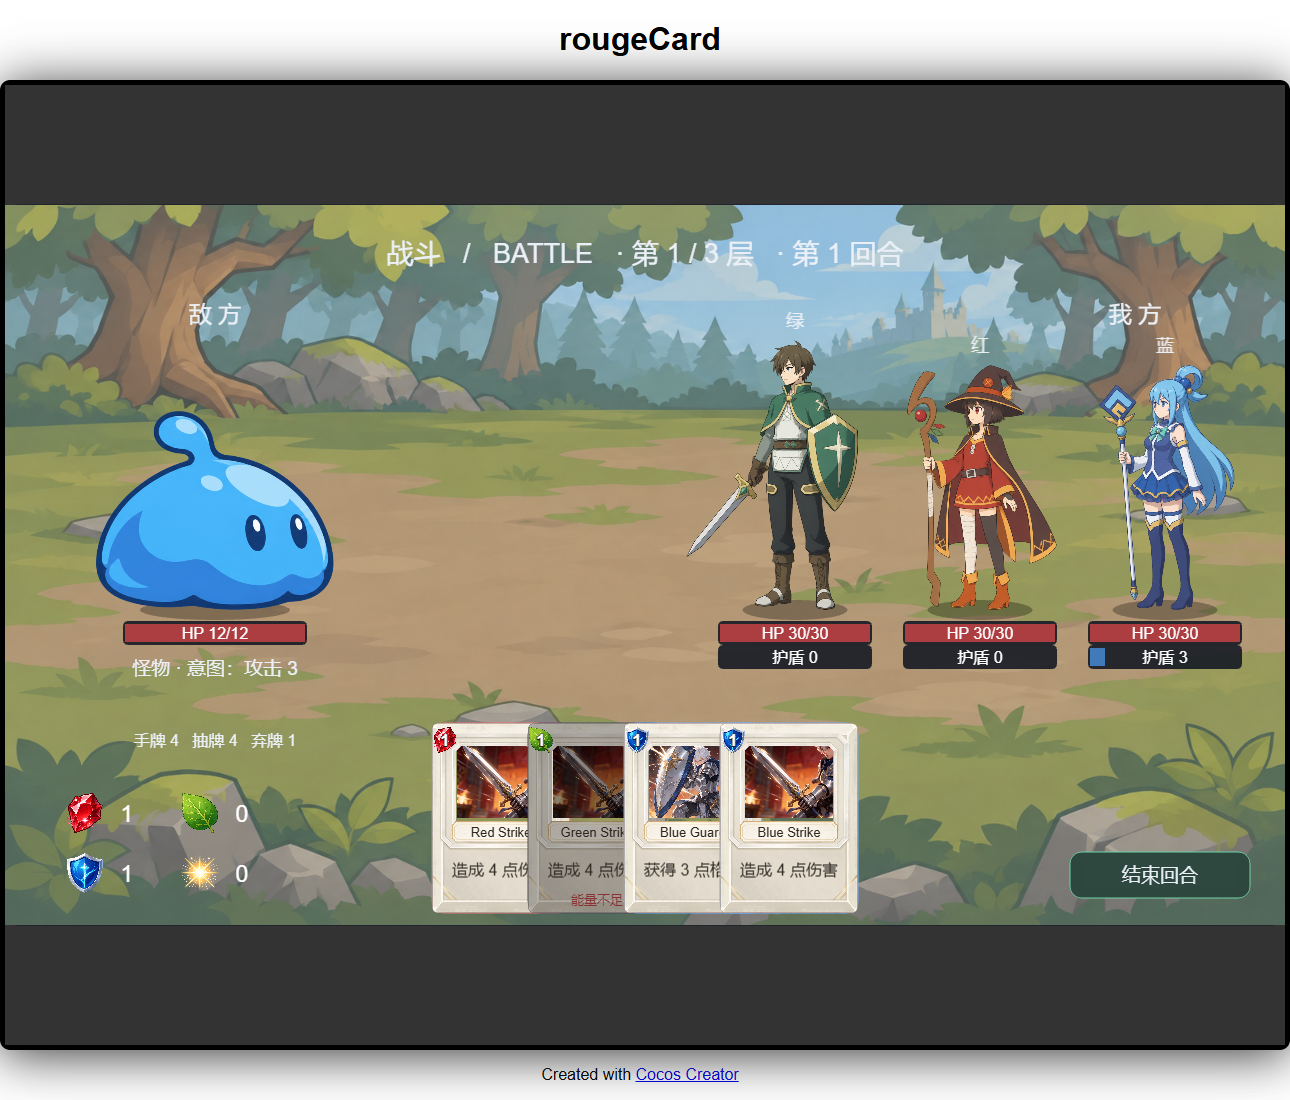 rougeCard
战斗 / BATTLE · 第 1 / 3 层 · 第 1 回合
敌 方
我 方
绿
红
蓝
HP 12/12
怪物 · 意图：攻击 3
HP 30/30
护盾 0
HP 30/30
护盾 0
HP 30/30
护盾 3
手牌 4 抽牌 4 弃牌 1
1
0
1
0
1
Red Strike
造成 4 点伤
1
Green Strik
造成 4 点伤
能量不足
1
Blue Guar
获得 3 点格
1
Blue Strike
造成 4 点伤害
结束回合
Created with Cocos Creator